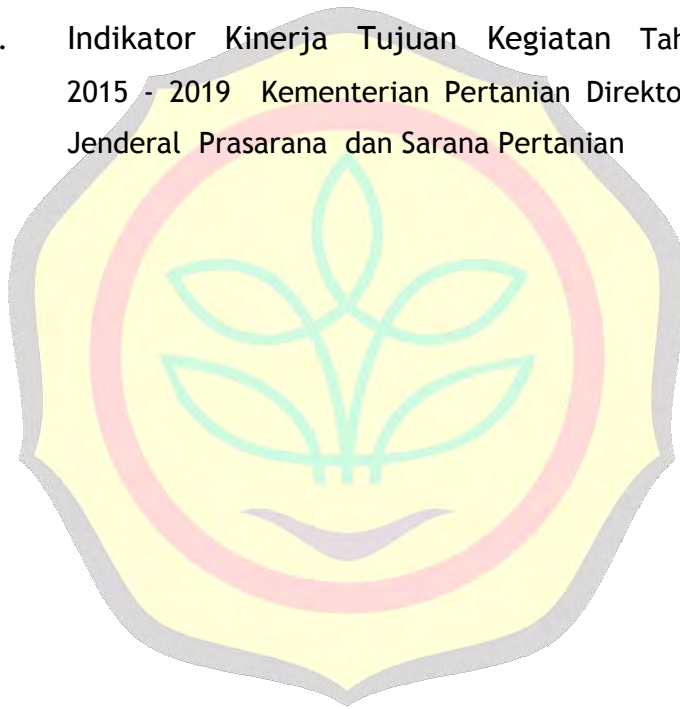 . Indikator Kinerja Tujuan Kegiatan Tah
2015 - 2019 Kementerian Pertanian Direkto
Jenderal Prasarana dan Sarana Pertanian